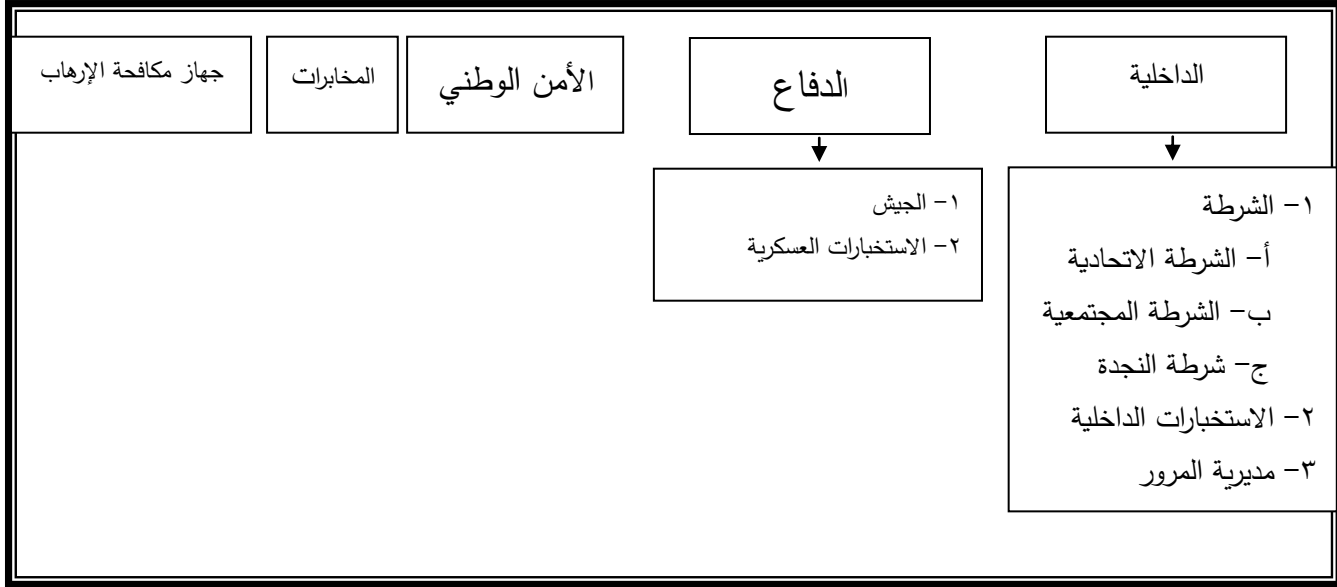 الداخلية
الدفاع
الأمن الوطني
المخابرات
جهاز مكافحة الإرهاب
١- الشرطة
أ- الشرطة الاتحادية
ب- الشرطة المجتمعية
ج- شرطة النجدة
٢- الاستخبارات الداخلية
٣- مديرية المرور
١- الجيش
٢- الاستخبارات العسكرية